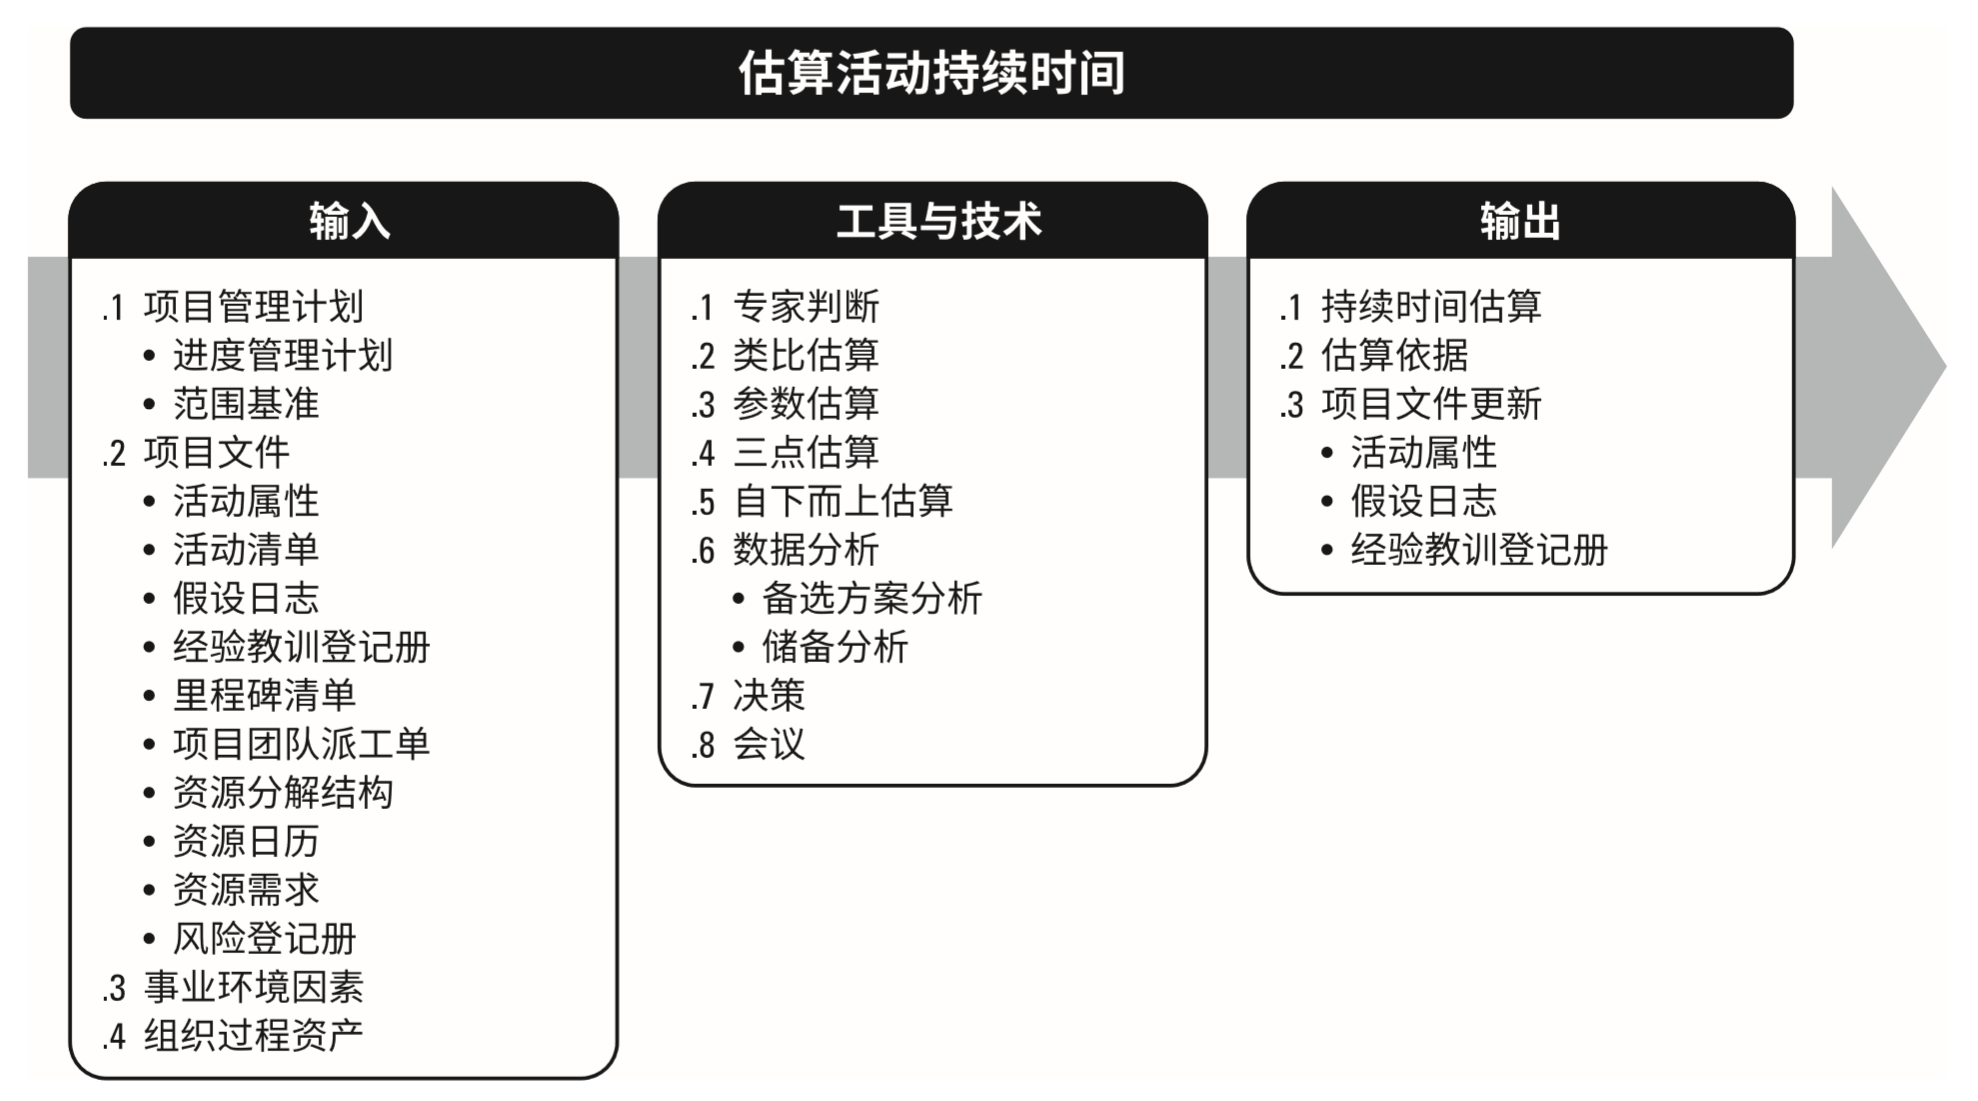 估算活动持续时间
输入
.1 项目管理计划
• 进度管理计划
• 范围基准
.2 项目文件
• 活动属性
• 活动清单
• 假设日志
• 经验教训登记册
• 里程碑清单
• 项目团队派工单
• 资源分解结构
• 资源日历
• 资源需求
• 风险登记册
.3 事业环境因素
.4 组织过程资产
工具与技术
.1 专家判断
.2 类比估算
.3 参数估算
.4 三点估算
.5 自下而上估算
.6 数据分析
• 备选方案分析
• 储备分析
.7 决策
.8 会议
输出
.1 持续时间估算
.2 估算依据
.3 项目文件更新
• 活动属性
• 假设日志
• 经验教训登记册